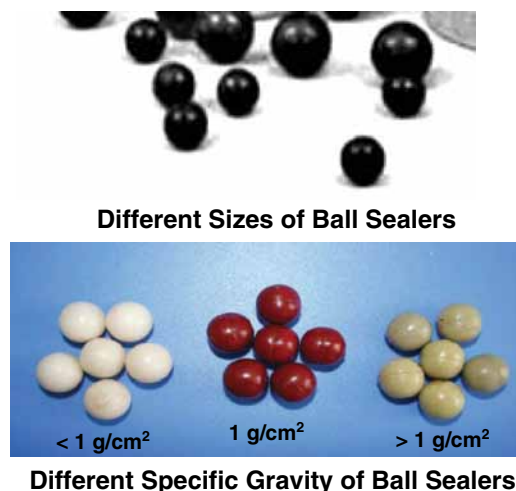 Different Sizes of Ball Sealers
< 1 g/cm²
1 g/cm²
> 1 g/cm²
Different Specific Gravity of Ball Sealers